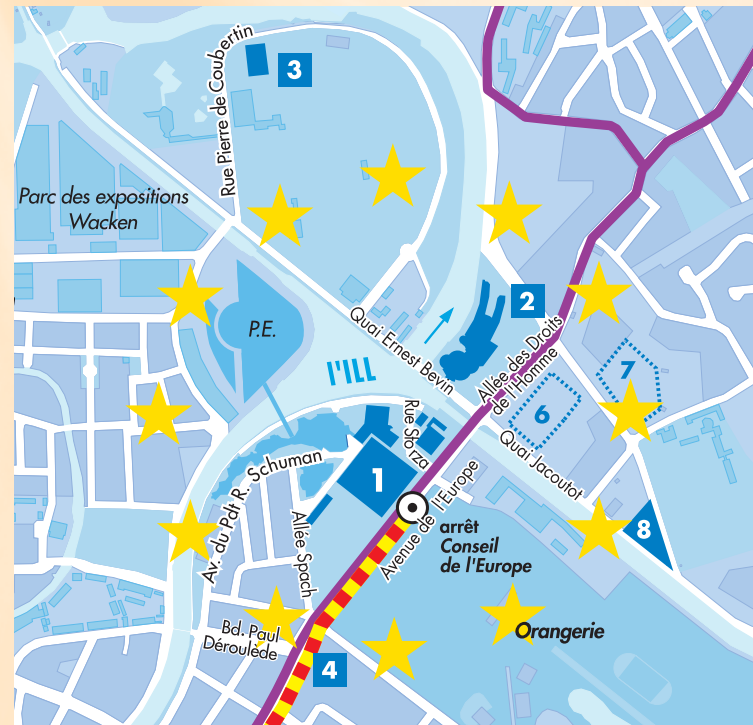 Rue Pierre de Coubertin
3
Parc des expositions
Wacken
P.E.
2
Quai Ernest Bevin
l'ILL
Allée des Droits
de l'Homme
7
6
Rue Storza
Quai Jacoutot
1
Av. du Pdt R. Schuman
Avenue de l'Europe
Allée Spach
arrêt
Conseil
de l'Europe
8
Bd. Paul
Déroulède
Orangerie
4